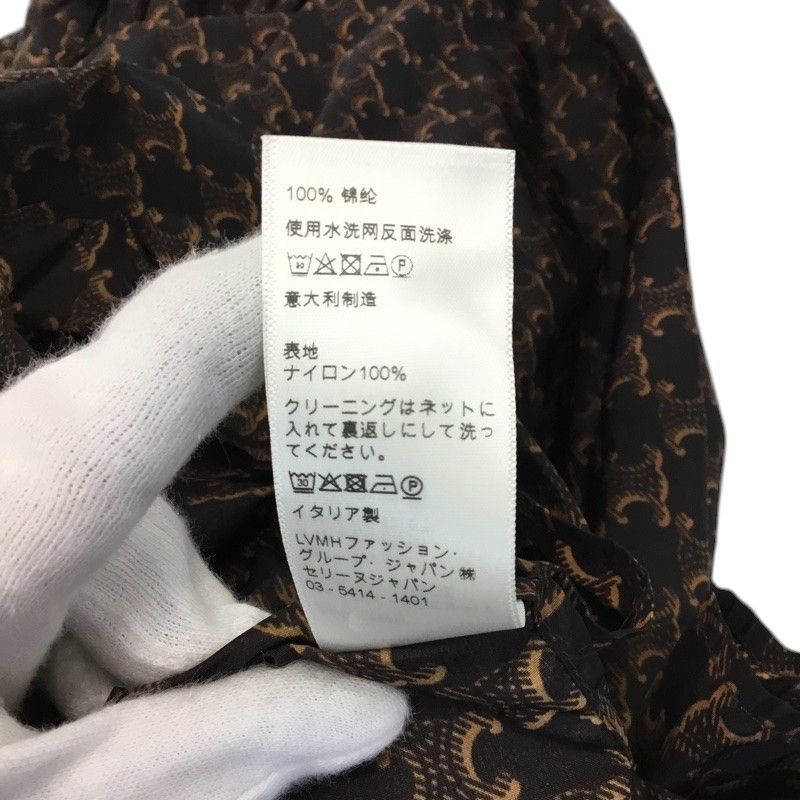 100% 锦纶
使用水洗网反面洗涤
意大利制造
表地
ナイロン100%
クリーニングはネットに
入れて裏返しにして洗っ
てください。
30 P
イタリア製
LVMHファッション・
グループ・ジャパン㈱
セリーヌジャパン
03 - 5414 - 1401